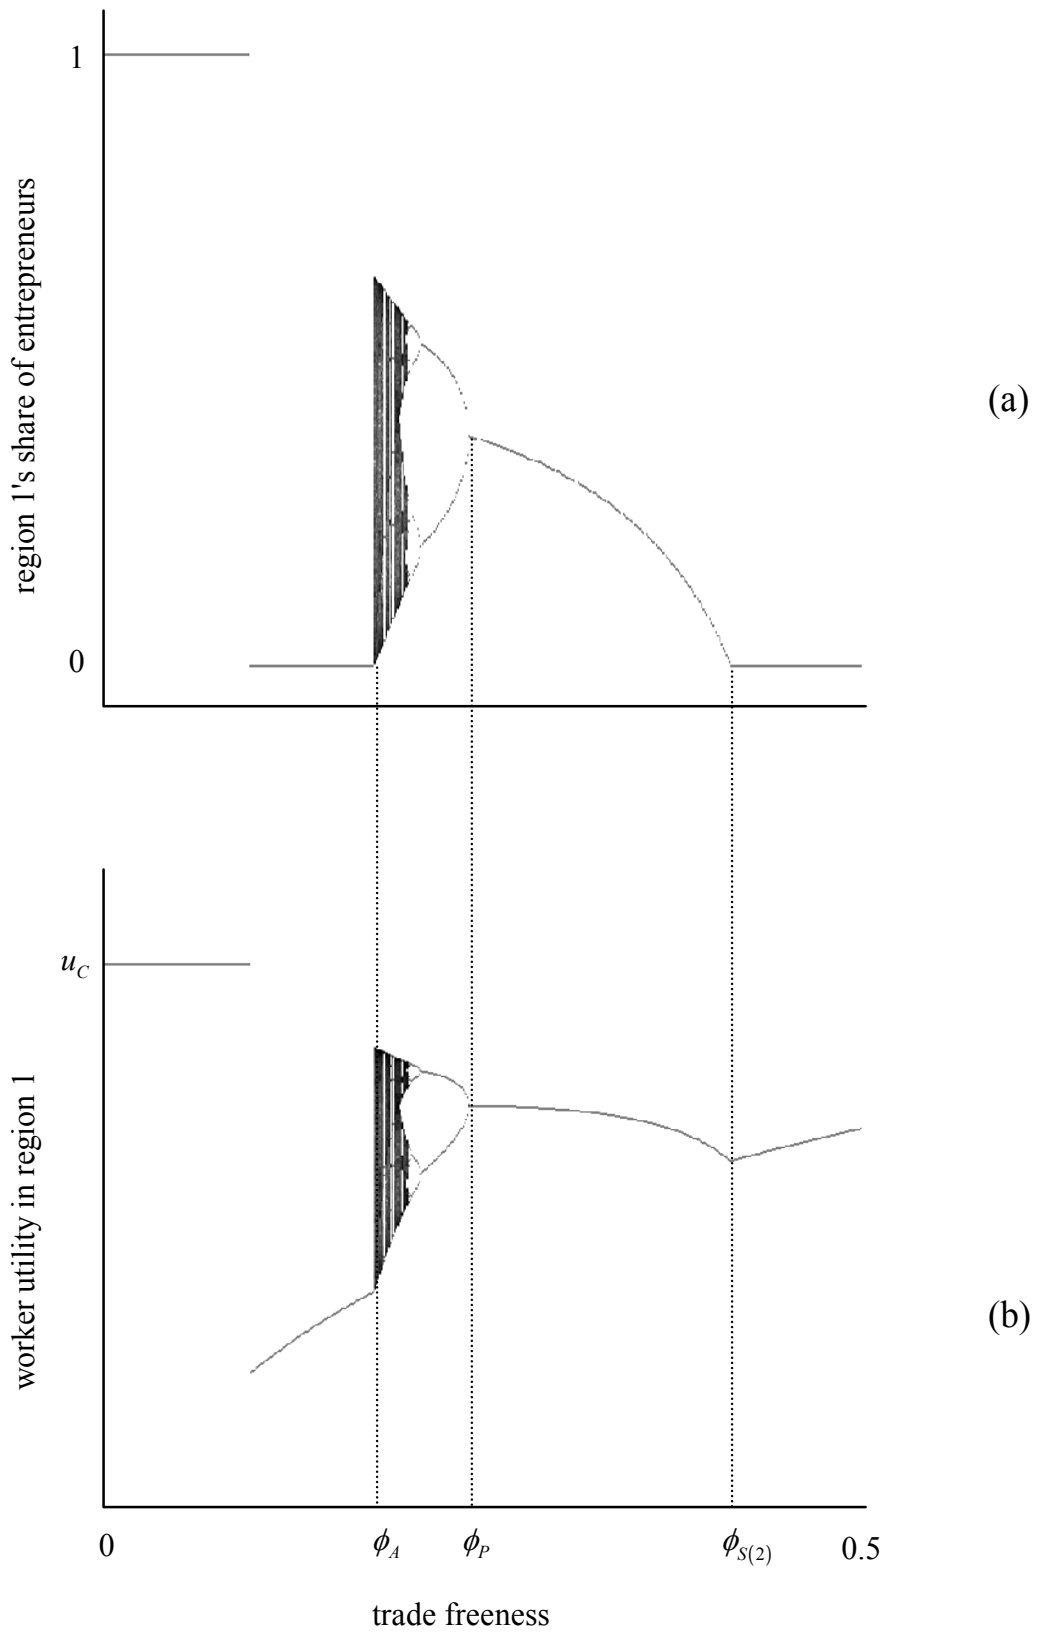 1
region 1's share of entrepreneurs
(a)
0
u_C
worker utility in region 1
(b)
0
ϕ_A
ϕ_P
ϕ_S(2)
0.5
trade freeness